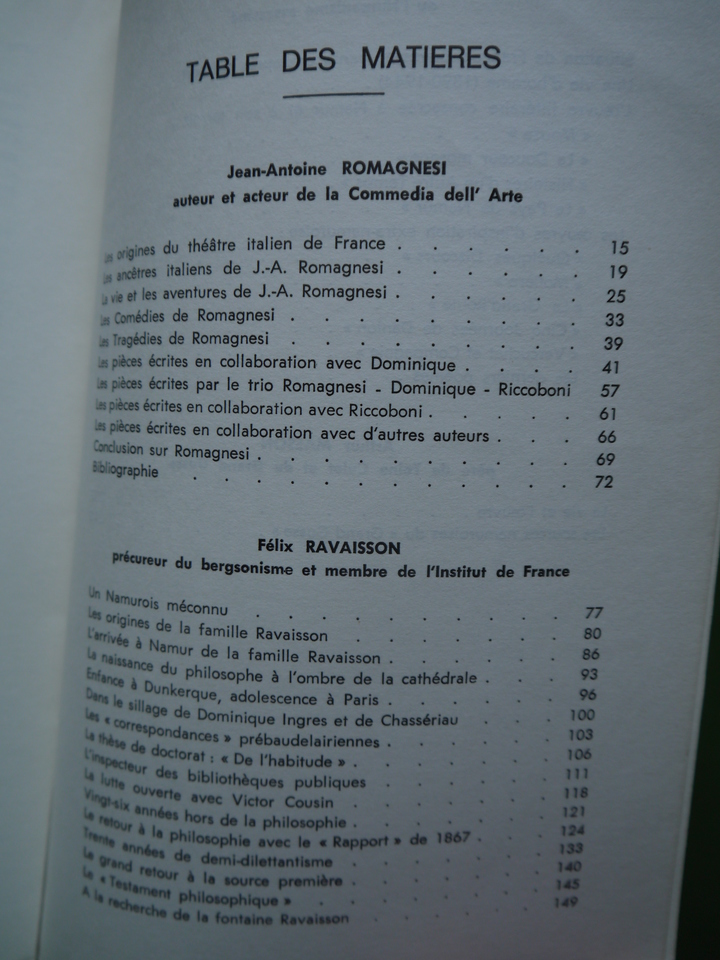 TABLE DES MATIERES
Jean-Antoine ROMAGNESI
auteur et acteur de la Commedia dell' Arte
Les origines du théâtre italien de France . . . . . . 15
Les ancêtres italiens de J.-A. Romagnesi . . . . . . 19
La vie et les aventures de J.-A. Romagnesi . . . . . . 25
Les Comédies de Romagnesi . . . . . . . . . 33
Les Tragédies de Romagnesi . . . . . . . . . 39
Les pièces écrites en collaboration avec Dominique . . . . 41
Les pièces écrites par le trio Romagnesi - Dominique - Riccoboni 57
Les pièces écrites en collaboration avec Riccoboni . . . . . 61
Les pièces écrites en collaboration avec d'autres auteurs . . . 66
Conclusion sur Romagnesi . . . . . . . . . . 69
Bibliographie . . . . . . . . . . . . 72
Félix RAVAISSON
précureur du bergsonisme et membre de l'Institut de France
Un Namurois méconnu . . . . . . . . . 77
Les origines de la famille Ravaisson . . . . . . . 80
L'arrivée à Namur de la famille Ravaisson . . . . . . 86
La naissance du philosophe à l'ombre de la cathédrale . . . 93
Enfance à Dunkerque, adolescence à Paris . . . . . . 96
Dans le sillage de Dominique Ingres et de Chassériau . . . 100
Les « correspondances » prébaudelairiennes . . . . . . 103
La thèse de doctorat : « De l'habitude » . . . . . . . 106
L'inspecteur des bibliothèques publiques . . . . . . 111
La lutte ouverte avec Victor Cousin . . . . . . . 118
Vingt-six années hors de la philosophie . . . . . . . 121
Le retour à la philosophie avec le « Rapport » de 1867 . . . 124
Trente années de demi-dilettantisme . . . . . . . 133
Le grand retour à la source première . . . . . . . 140
Le « Testament philosophique » . . . . . . . . 145
A la recherche de la fontaine Ravaisson . . . . . . 149